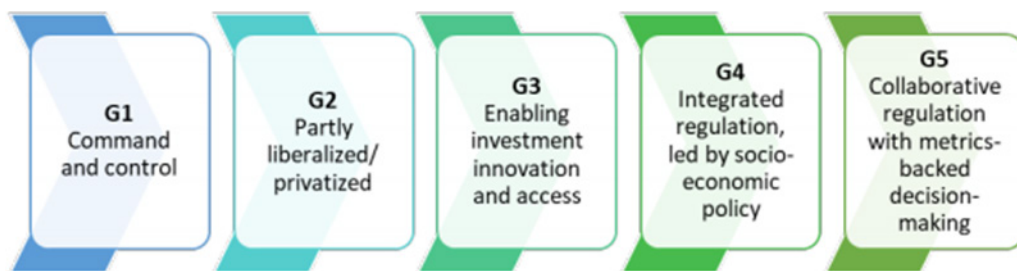 G1
Command
and control
G2
Partly
liberalized/
privatized
G3
Enabling
investment
innovation
and access
G4
Integrated
regulation,
led by socio-
economic
policy
G5
Collaborative
regulation
with metrics-
backed
decision-
making